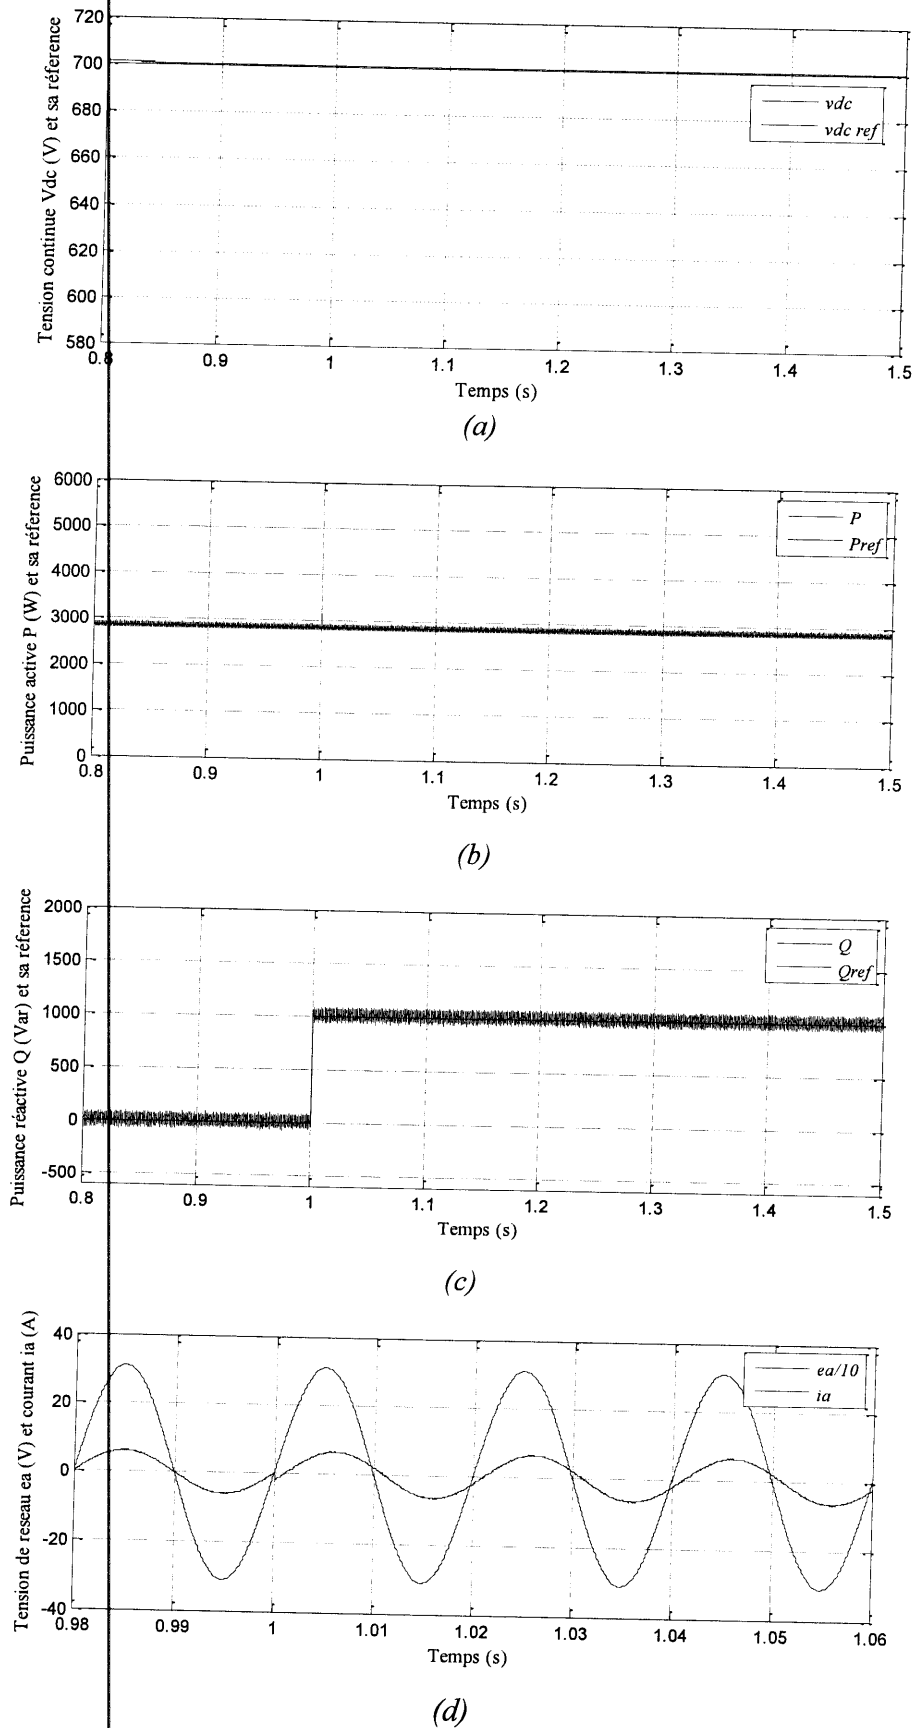 Tension continue Vdc (V) et sa réference
720
700
680
660
640
620
600
580
vdc
vdc ref
0.8 0.9 1 1.1 1.2 1.3 1.4 1.5
Temps (s)
(a)
Puissance active P (W) et sa réference
6000
5000
4000
3000
2000
1000
0
P
Pref
0.8 0.9 1 1.1 1.2 1.3 1.4 1.5
Temps (s)
(b)
Puissance réactive Q (Var) et sa réference
2000
1500
1000
500
0
-500
Q
Qref
0.8 0.9 1 1.1 1.2 1.3 1.4 1.5
Temps (s)
(c)
Tension de reseau ea (V) et courant ia (A)
40
20
0
-20
-40
ea/10
ia
0.98 0.99 1 1.01 1.02 1.03 1.04 1.05 1.06
Temps (s)
(d)